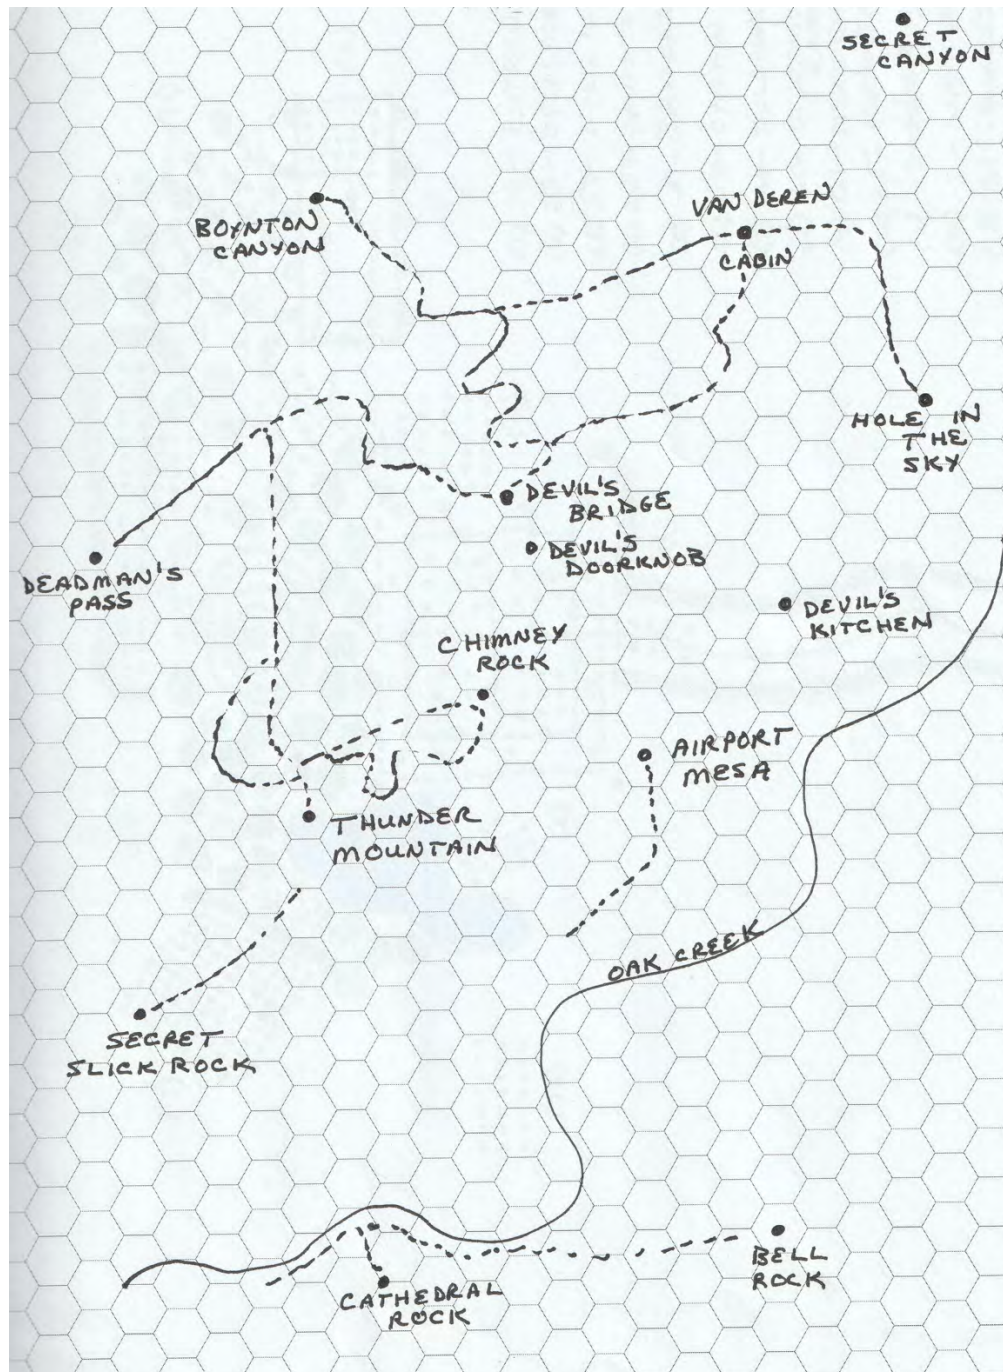 SECRET
CANYON
VAN DEREN
CABIN
BOYNTON
CANYON
HOLE IN
THE
SKY
DEVIL'S
BRIDGE
DEVIL'S
DOORKNOB
DEADMAN'S
PASS
DEVIL'S
KITCHEN
CHIMNEY
ROCK
AIRPORT
MESA
THUNDER
MOUNTAIN
OAK CREEK
SECRET
SLICK ROCK
BELL
ROCK
CATHEDRAL
ROCK